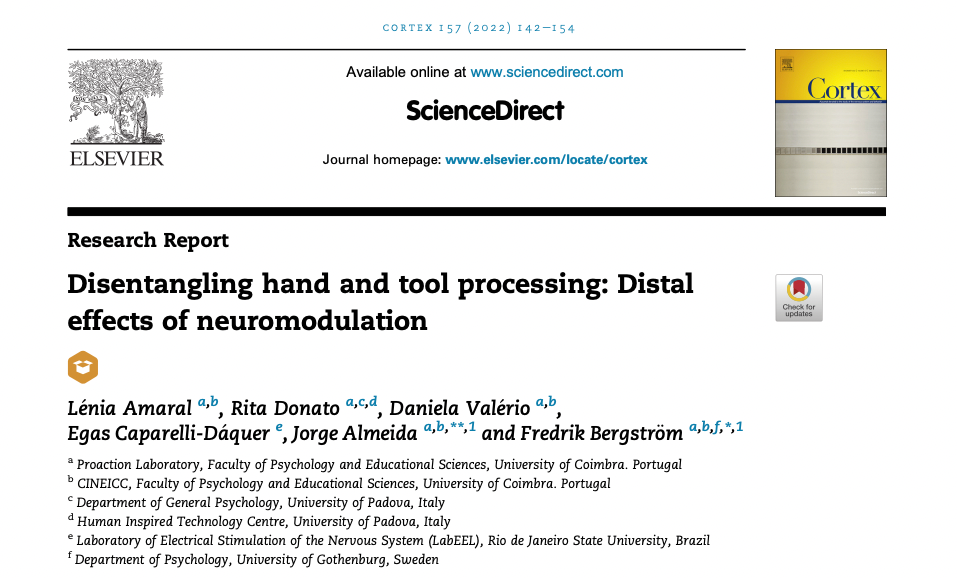 CORTEX 157 (2022) 142–154
Available online at www.sciencedirect.com
ScienceDirect
Journal homepage: www.elsevier.com/locate/cortex
ELSEVIER
Cortex
Research Report
Disentangling hand and tool processing: Distal
effects of neuromodulation
Check for
updates
Lénia Amaral a,b, Rita Donato a,c,d, Daniela Valério a,b,
Egas Caparelli-Dáquer e, Jorge Almeida a,b,**,1 and Fredrik Bergström a,b,f,*,1
a Proaction Laboratory, Faculty of Psychology and Educational Sciences, University of Coimbra. Portugal
b CINEICC, Faculty of Psychology and Educational Sciences, University of Coimbra. Portugal
c Department of General Psychology, University of Padova, Italy
d Human Inspired Technology Centre, University of Padova, Italy
e Laboratory of Electrical Stimulation of the Nervous System (LabEEL), Rio de Janeiro State University, Brazil
f Department of Psychology, University of Gothenburg, Sweden